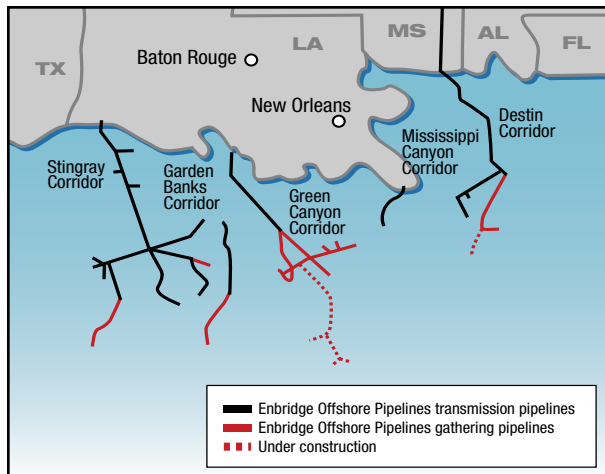 TX
LA
MS
AL
FL
Baton Rouge
New Orleans
Stingray
Corridor
Garden
Banks
Corridor
Green
Canyon
Corridor
Mississippi
Canyon
Corridor
Destin
Corridor
Enbridge Offshore Pipelines transmission pipelines
Enbridge Offshore Pipelines gathering pipelines
Under construction